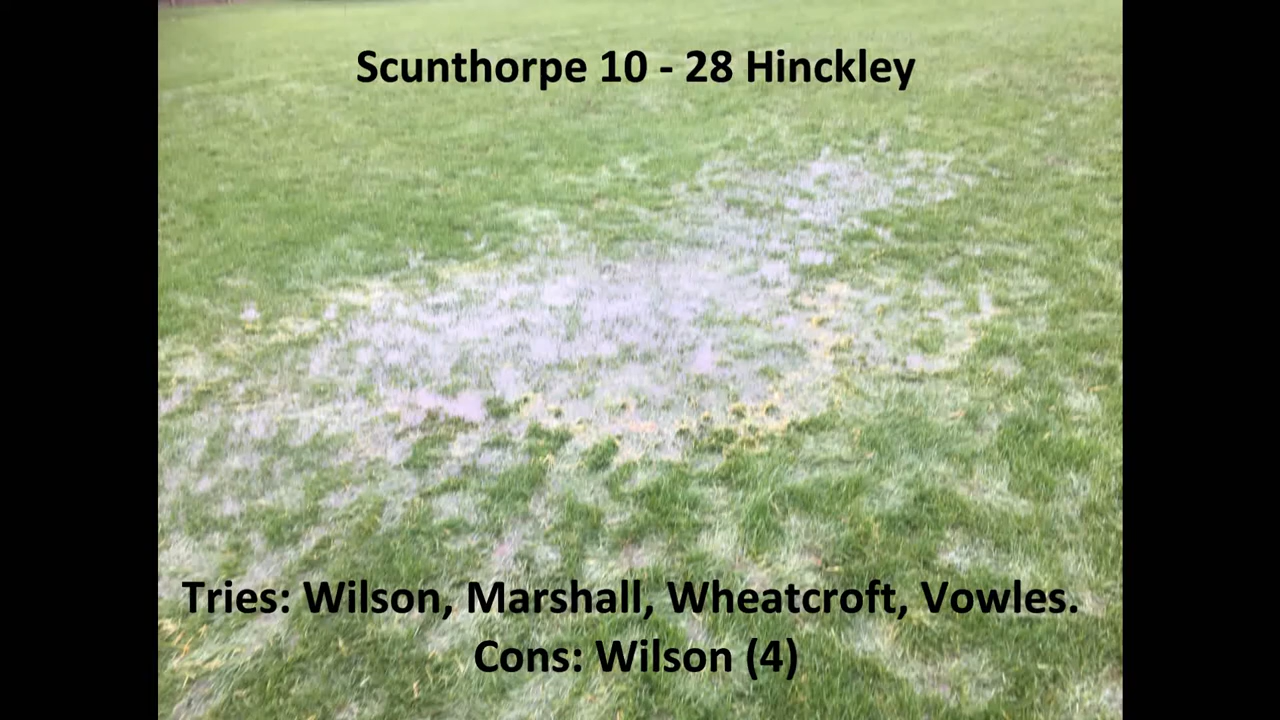 Scunthorpe 10 - 28 Hinckley
Tries: Wilson, Marshall, Wheatcroft, Vowles.
Cons: Wilson (4)